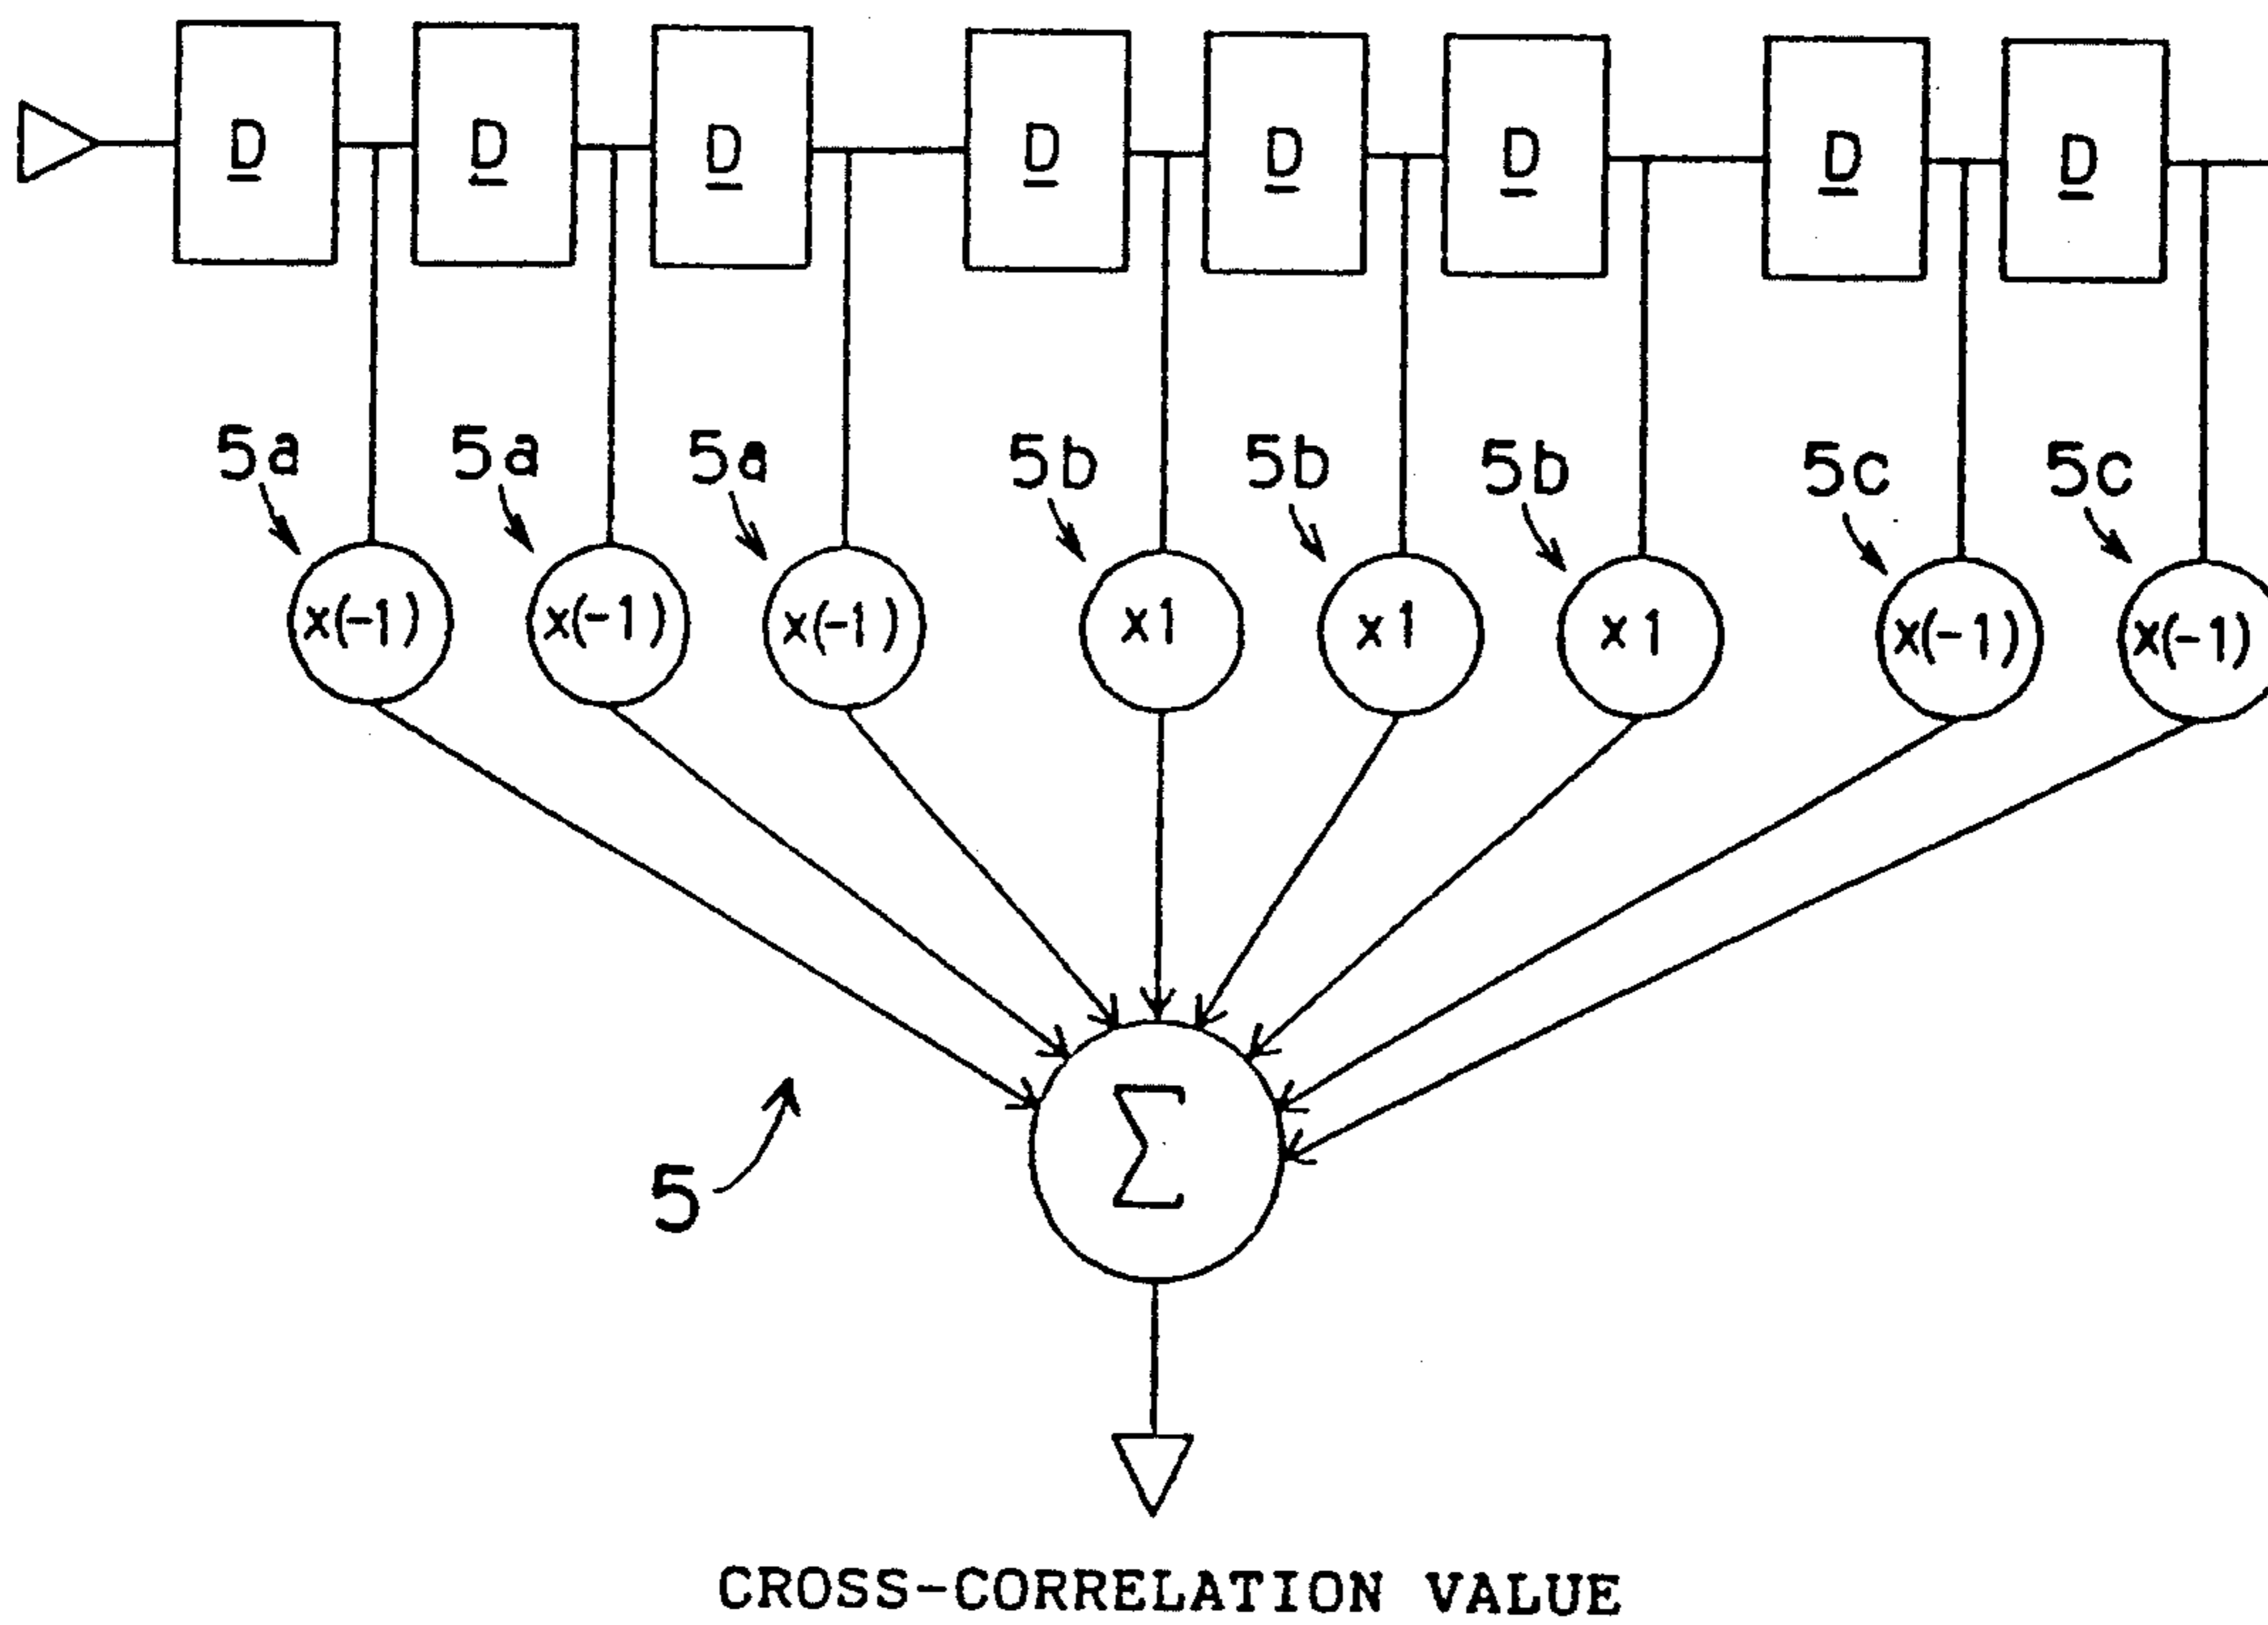 D D D D D D D D
5a 5a 5a 5b 5b 5b 5c 5c
x(-1) x(-1) x(-1) x1 x1 x1 x(-1) x(-1)
Σ
5
CROSS-CORRELATION VALUE